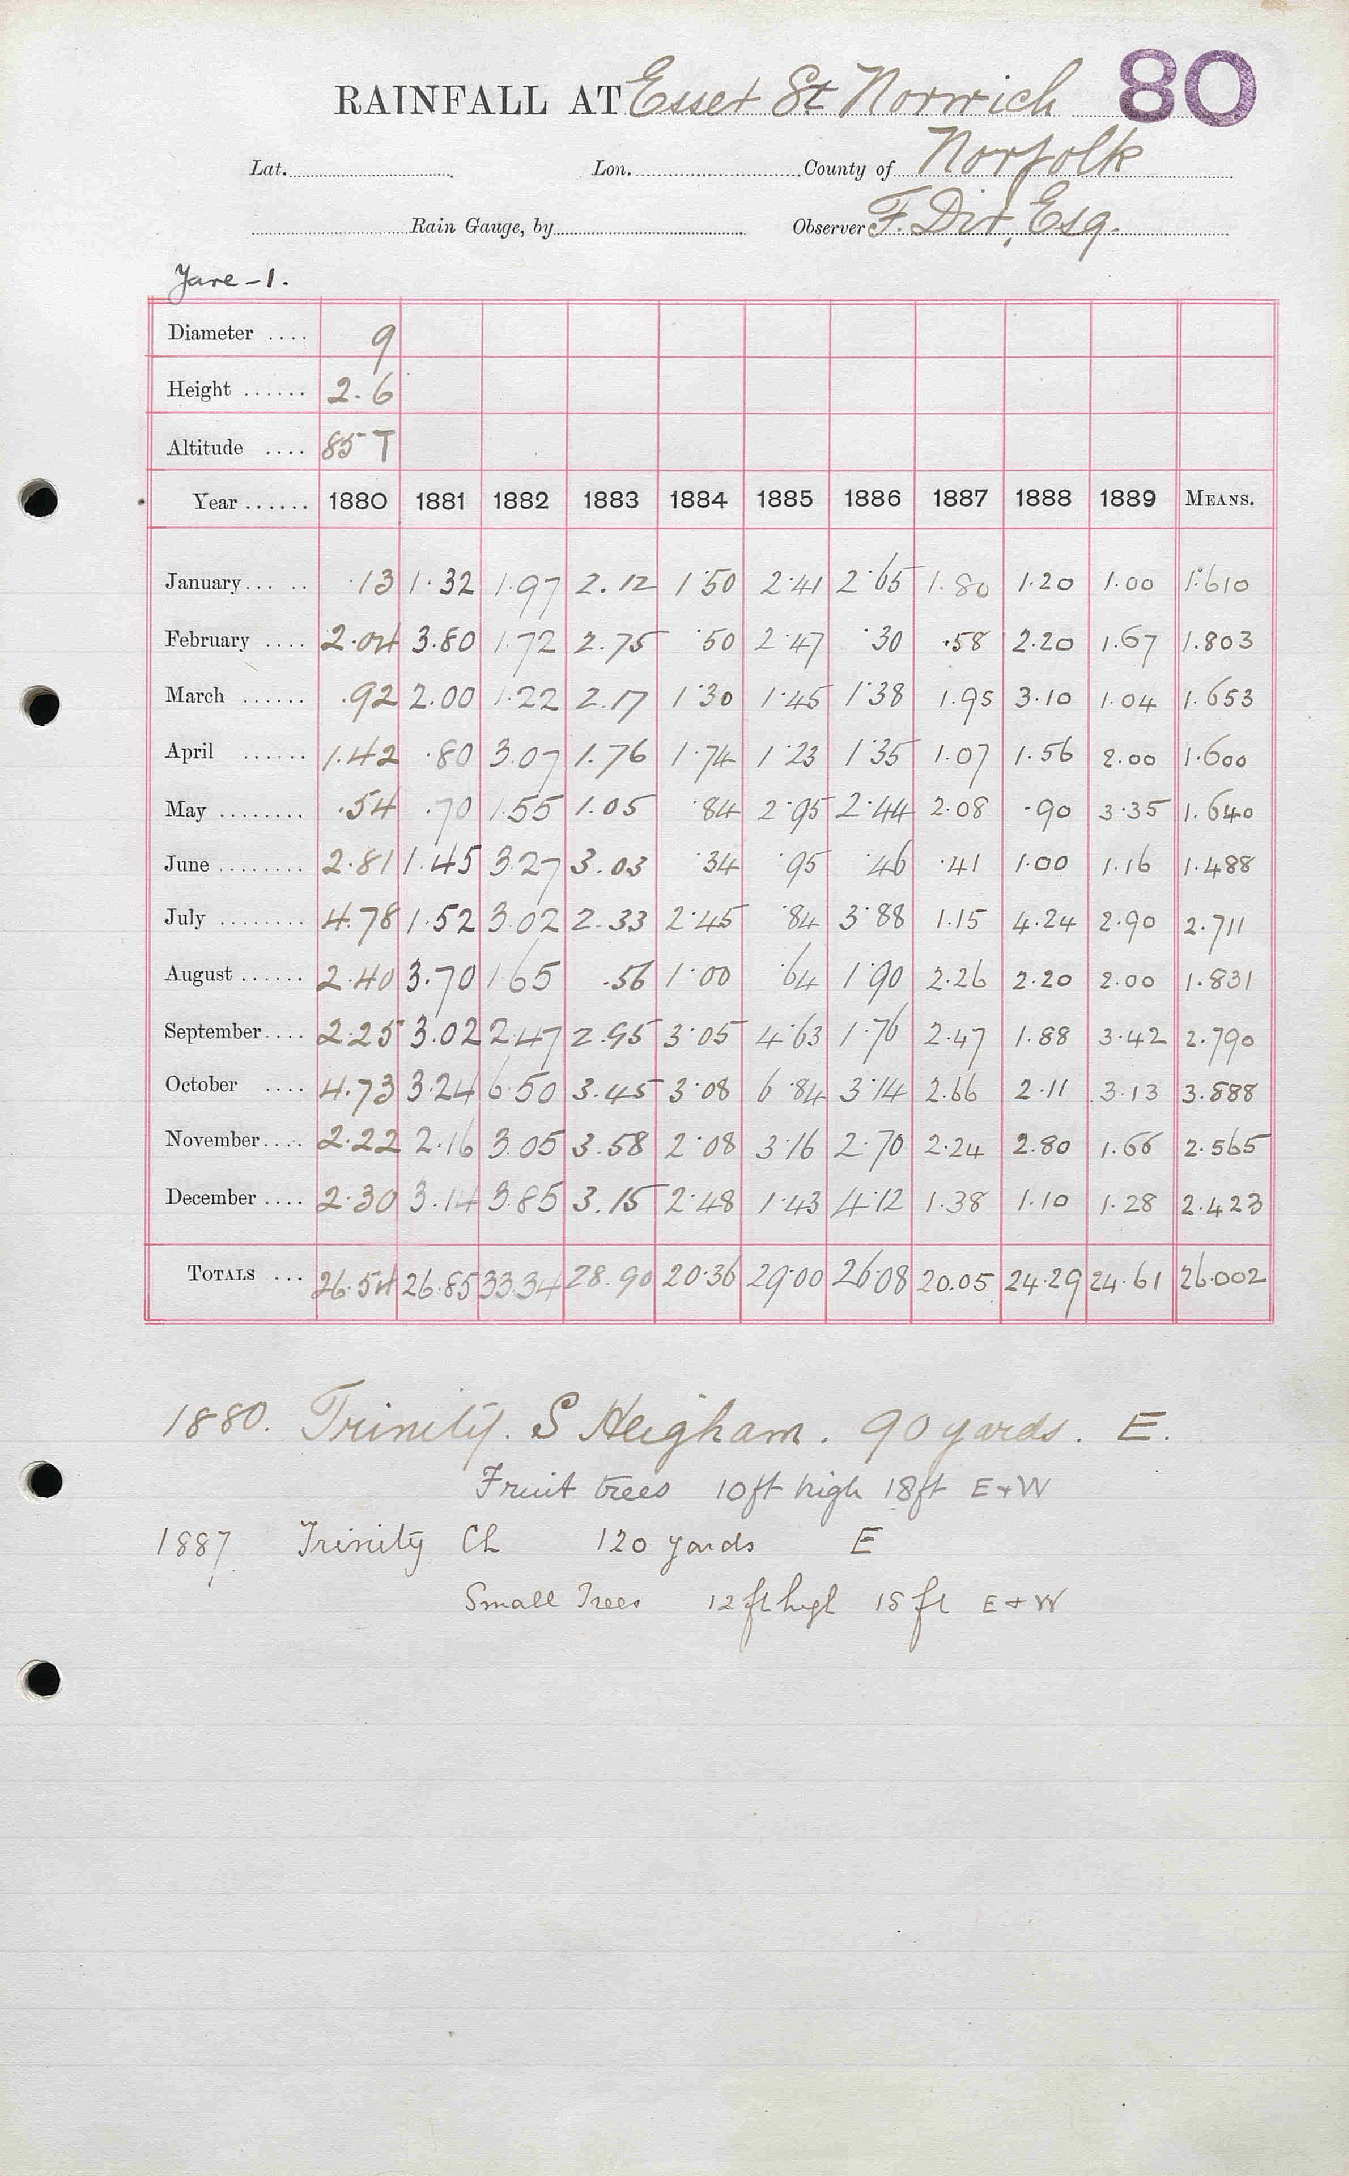 RAINFALL AT Essex St Norwich 80
Lat. Lon. County of Norfolk
Rain Gauge, by Observer F. Dix, Esq.
Yare - 1.
Diameter .... 9
Height ...... 2.6
Altitude .... 85 T
Year ...... 1880 1881 1882 1883 1884 1885 1886 1887 1888 1889 MEANS.
January ...... .13 1.32 1.97 2.12 1.50 2.41 2.65 1.80 1.20 1.00 1.610
February .... 2.04 3.80 1.72 2.75 .50 2.47 .30 .58 2.20 1.67 1.803
March ...... .92 2.00 1.22 2.17 1.30 1.45 1.38 1.95 3.10 1.04 1.653
April ...... 1.42 .80 3.07 1.76 1.74 1.23 1.35 1.07 1.56 2.00 1.600
May ........ .54 .70 1.55 1.05 .84 2.95 2.44 2.08 .90 3.35 1.640
June ........ 2.81 1.45 3.27 3.03 .34 .95 .46 .41 1.00 1.16 1.488
July ........ 4.78 1.52 3.02 2.33 2.45 .84 3.88 1.15 4.24 2.90 2.711
August ...... 2.40 3.70 1.65 .56 1.00 .64 1.90 2.26 2.20 2.00 1.831
September .... 2.25 3.02 2.47 2.95 3.05 4.63 1.76 2.47 1.88 3.42 2.790
October .... 4.73 3.24 6.50 3.45 3.08 6.84 3.14 2.66 2.11 3.13 3.888
November .... 2.22 2.16 3.05 3.58 2.08 3.16 2.70 2.24 2.80 1.66 2.565
December .... 2.30 3.14 3.85 3.15 2.48 1.43 4.12 1.38 1.10 1.28 2.423
TOTALS ... 26.54 26.85 33.34 28.90 20.36 29.00 26.08 20.05 24.29 24.61 26.002
1880. Trinity. S Heigham. 90 yards. E.
Fruit trees 10ft high 18ft E + W
1887. Trinity Ch 120 yards E
Small Trees 12 ft high 15 ft E + W